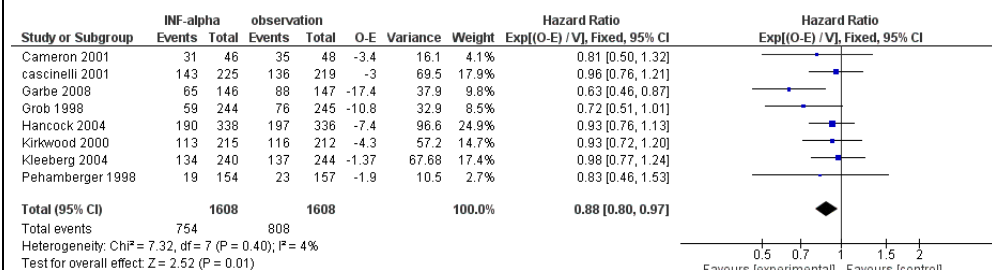 INF-alpha observation Hazard Ratio Hazard Ratio
Study or Subgroup Events Total Events Total O-E Variance Weight Exp[(O-E) / V], Fixed, 95% CI Exp[(O-E) / V], Fixed, 95% CI
Cameron 2001 31 46 35 48 -3.4 16.1 4.1% 0.81 [0.50, 1.32]
cascinelli 2001 143 225 136 219 -3 69.5 17.9% 0.96 [0.76, 1.21]
Garbe 2008 65 146 88 147 -17.4 37.9 9.8% 0.63 [0.46, 0.87]
Grob 1998 59 244 76 245 -10.8 32.9 8.5% 0.72 [0.51, 1.01]
Hancock 2004 190 338 197 336 -7.4 96.6 24.9% 0.93 [0.76, 1.13]
Kirkwood 2000 113 215 116 212 -4.3 57.2 14.7% 0.93 [0.72, 1.20]
Kleeberg 2004 134 240 137 244 -1.37 67.68 17.4% 0.98 [0.77, 1.24]
Pehamberger 1998 19 154 23 157 -1.9 10.5 2.7% 0.83 [0.46, 1.53]
Total (95% CI) 1608 1608 100.0% 0.88 [0.80, 0.97]
Total events 754 808
Heterogeneity: Chi² = 7.32, df = 7 (P = 0.40); I² = 4%
Test for overall effect: Z = 2.52 (P = 0.01)
0.5 0.7 1 1.5 2
Favours [experimental] Favours [control]